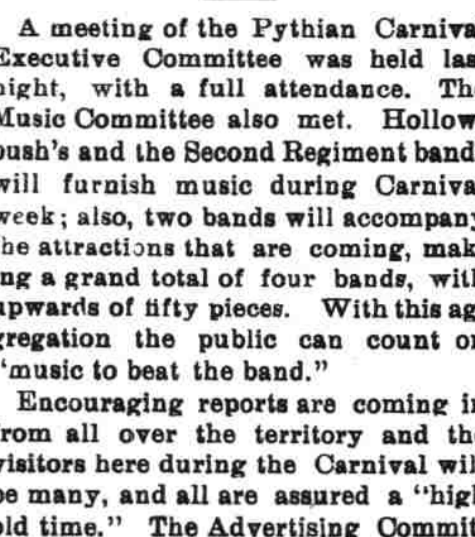 A meeting of the Pythian Carniva
Executive Committee was held las
night, with a full attendance. Th
Music Committee also met. Hollow
bush's and the Second Regiment band
will furnish music during Carniva
week; also, two bands will accompany
the attractions that are coming, mak
ing a grand total of four bands, with
upwards of fifty pieces. With this ag
gregation the public can count on
"music to beat the band."
Encouraging reports are coming in
from all over the territory and the
visitors here during the Carnival will
be many, and all are assured a "high
old time." The Advertising Commit